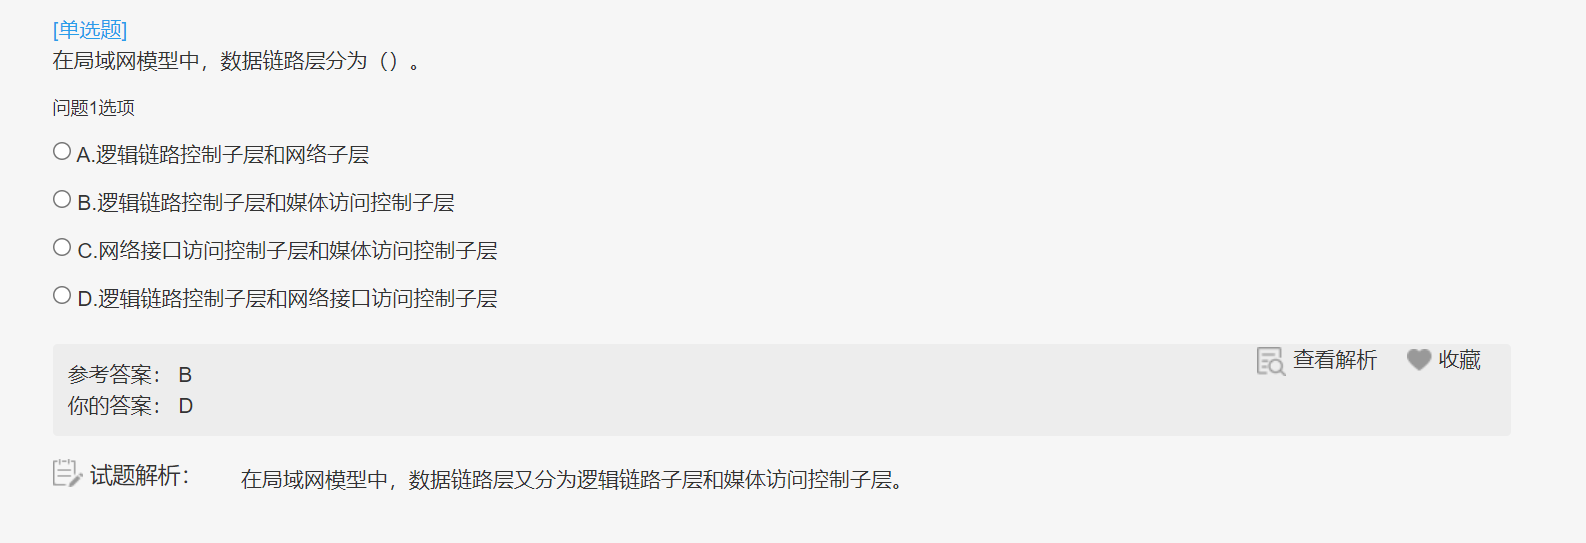 [单选题]
在局域网模型中，数据链路层分为（）。
问题1选项
A.逻辑链路控制子层和网络子层
B.逻辑链路控制子层和媒体访问控制子层
C.网络接口访问控制子层和媒体访问控制子层
D.逻辑链路控制子层和网络接口访问控制子层
查看解析 收藏
参考答案： B
你的答案： D
试题解析： 在局域网模型中，数据链路层又分为逻辑链路子层和媒体访问控制子层。